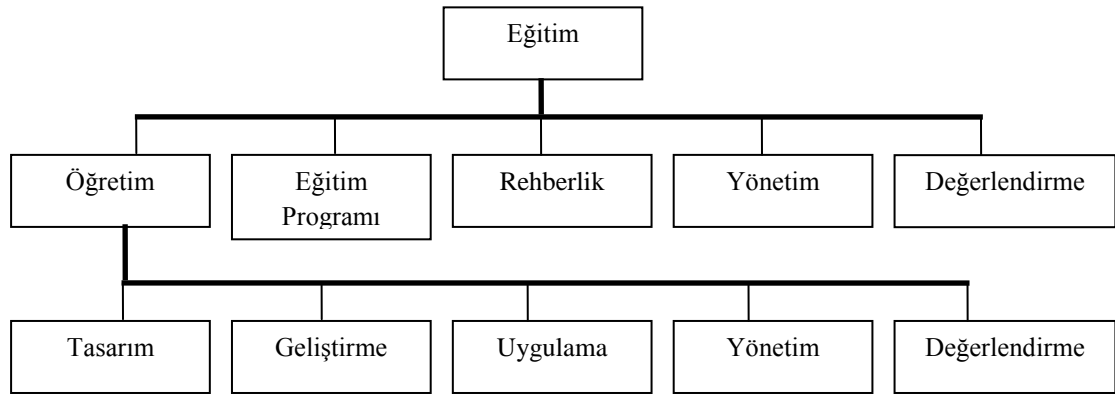 Eğitim
Öğretim
Eğitim
Programı
Rehberlik
Yönetim
Değerlendirme
Tasarım
Geliştirme
Uygulama
Yönetim
Değerlendirme